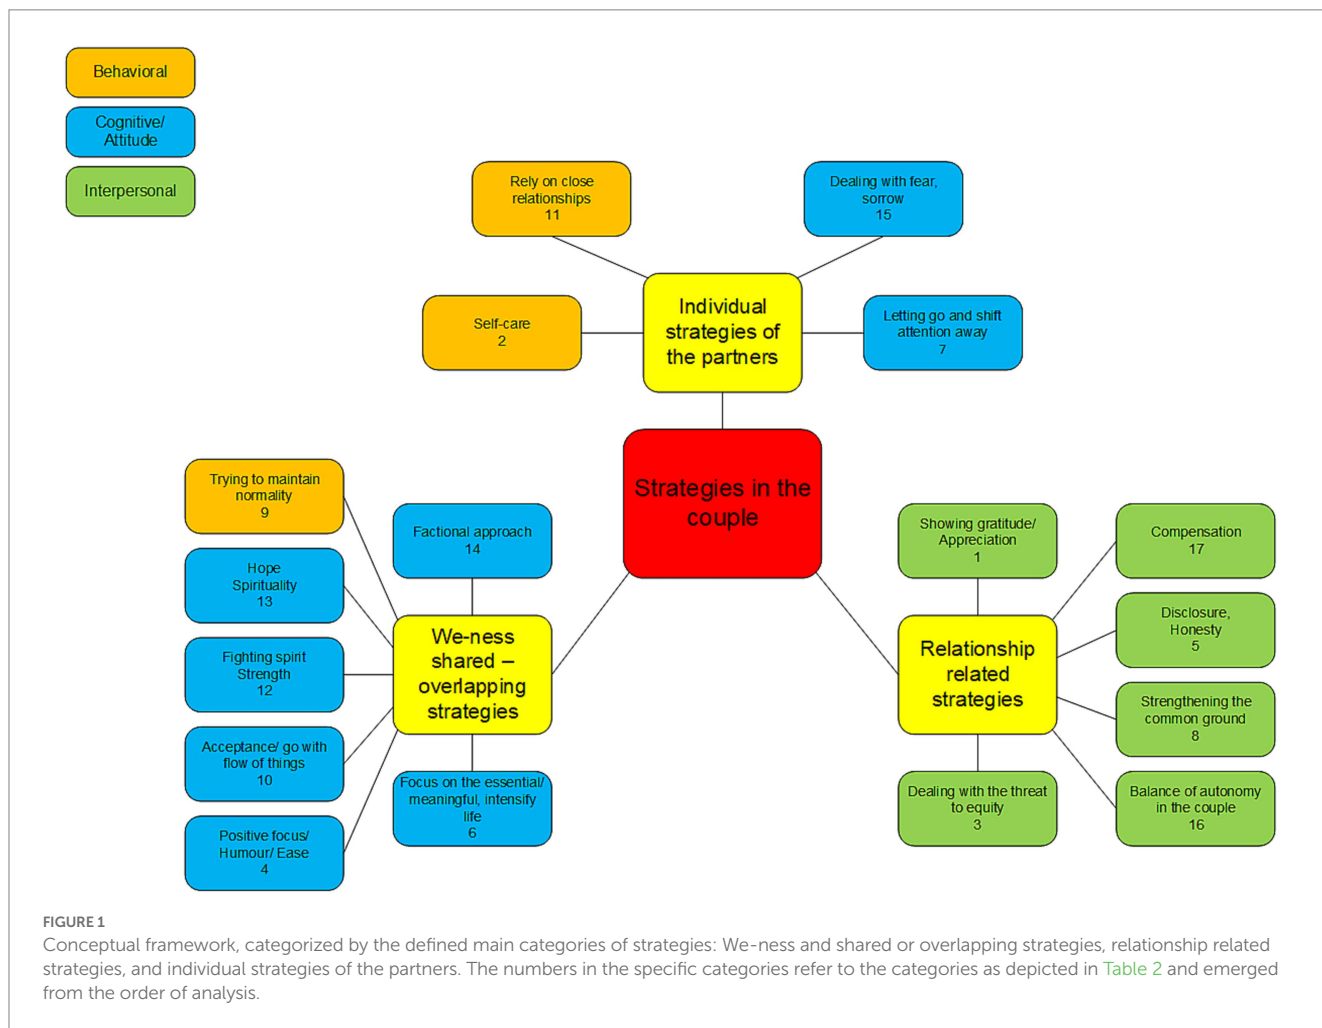 Behavioral
Cognitive/
Attitude
Interpersonal
Rely on close
relationships
11
Dealing with fear,
sorrow
15
Self-care
2
Individual
strategies of
the partners
Letting go and shift
attention away
7
Strategies in the
couple
Trying to maintain
normality
9
Factional approach
14
Hope
Spirituality
13
Fighting spirit
Strength
12
Acceptance/ go with
flow of things
10
Positive focus/
Humour/ Ease
4
We-ness
shared –
overlapping
strategies
Focus on the essential/
meaningful, intensify
life
6
Showing gratitude/
Appreciation
1
Compensation
17
Disclosure,
Honesty
5
Relationship
related
strategies
Strengthening the
common ground
8
Dealing with the threat
to equity
3
Balance of autonomy
in the couple
16
FIGURE 1
Conceptual framework, categorized by the defined main categories of strategies: We-ness and shared or overlapping strategies, relationship related
strategies, and individual strategies of the partners. The numbers in the specific categories refer to the categories as depicted in Table 2 and emerged
from the order of analysis.